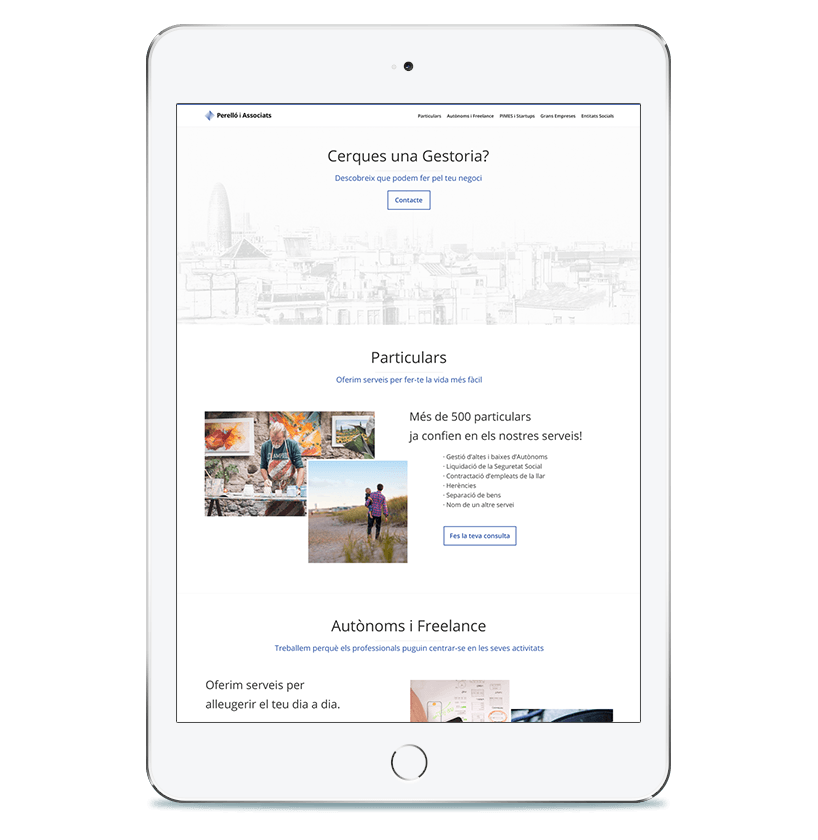 Perelló i Associats
Particulars Autònoms i Freelance PIMES i Startups Grans Empreses Entitats Socials
Cerques una Gestoria?
Descobreix que podem fer pel teu negoci
Contacte
Particulars
Oferim serveis per fer-te la vida més fàcil
Més de 500 particulars
ja confien en els nostres serveis!
· Gestió d'altes i baixes d'Autònoms
· Liquidació de la Seguretat Social
· Contractació d'empleats de la llar
· Herències
· Separació de bens
· Nom de un altre servei
Fes la teva consulta
Autònoms i Freelance
Treballem perquè els professionals puguin centrar-se en les seves activitats
Oferim serveis per
alleugerir el teu dia a dia.